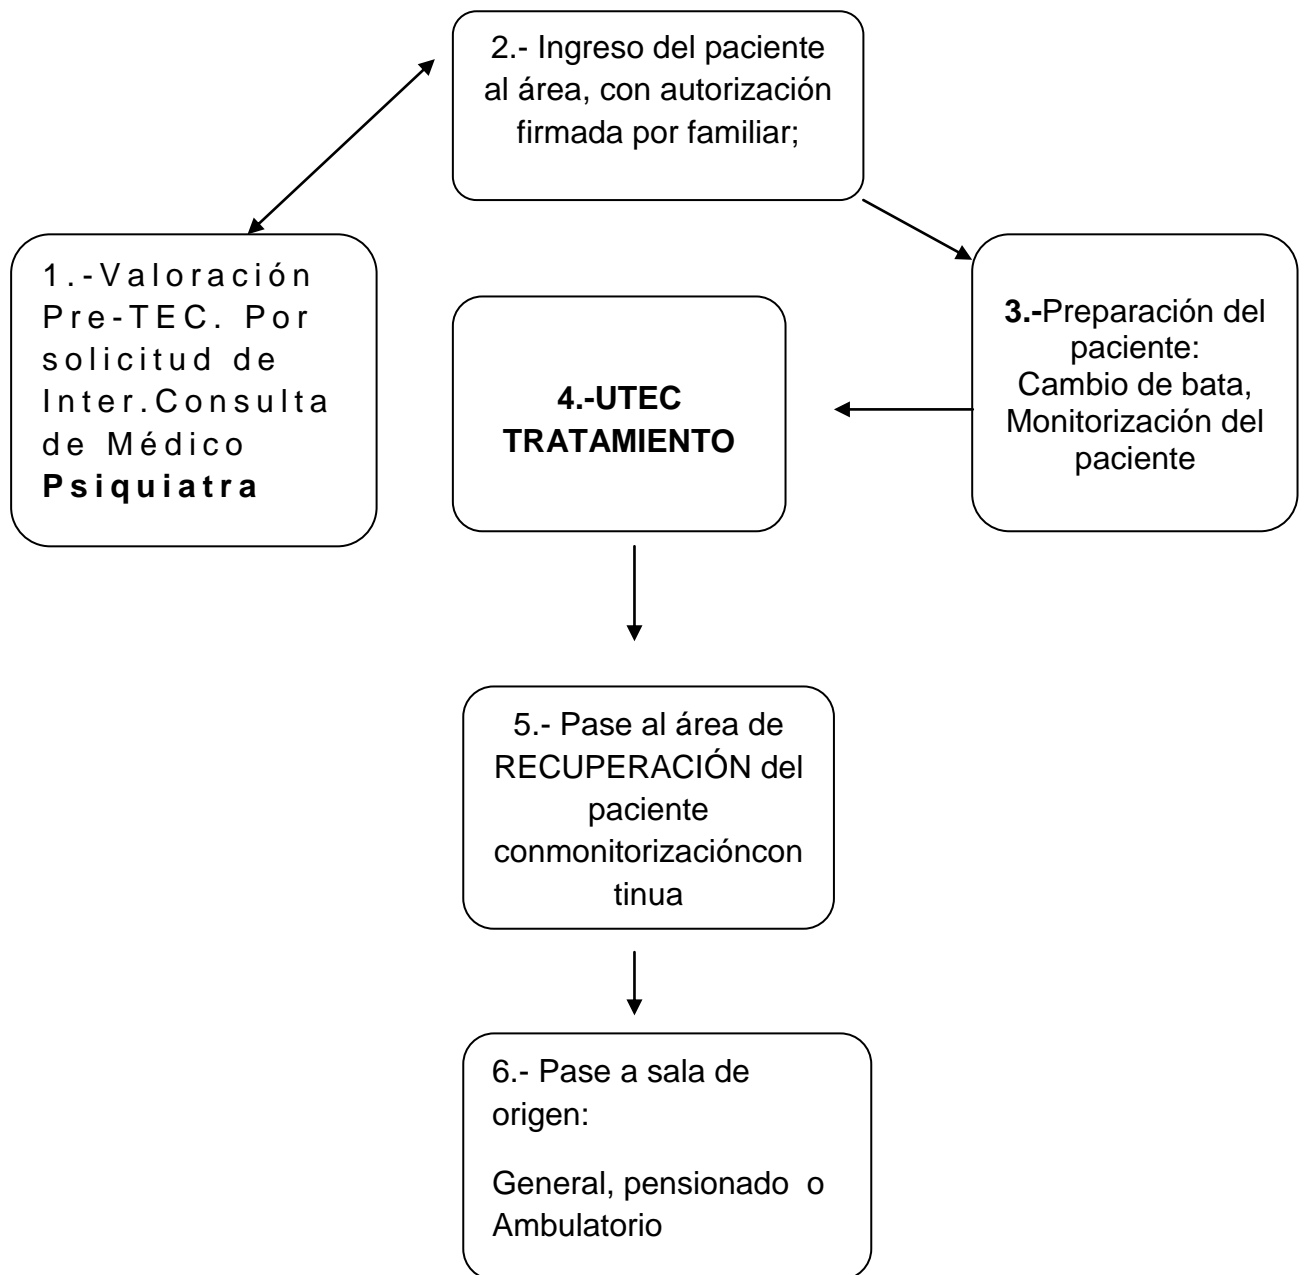 2.- Ingreso del paciente
al área, con autorización
firmada por familiar;
1.-Valoración
Pre-TEC. Por
solicitud de
Inter.Consulta
de Médico
Psiquiatra
3.-Preparación del
paciente:
Cambio de bata,
Monitorización del
paciente
4.-UTEC
TRATAMIENTO
5.- Pase al área de
RECUPERACIÓN del
paciente
conmonitorizacióncon
tinua
6.- Pase a sala de
origen:
General, pensionado o
Ambulatorio